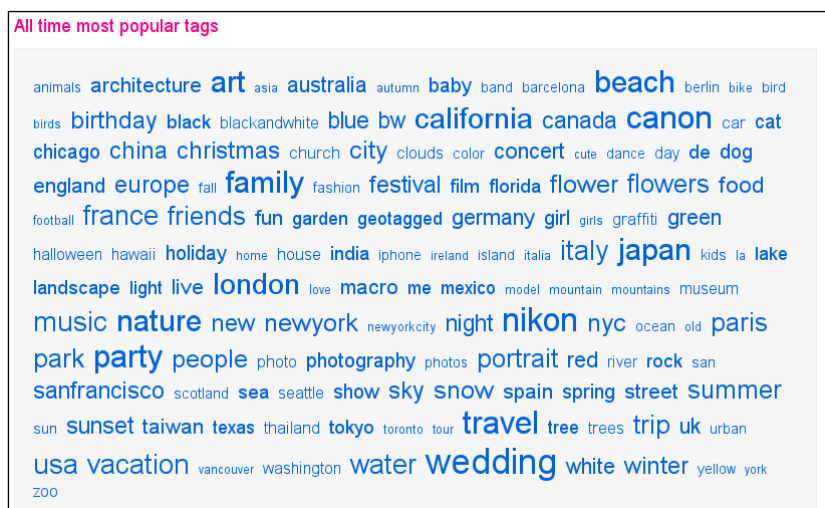 All time most popular tags
animals architecture art asia australia autumn baby band barcelona beach berlin bike bird
birds birthday black blackandwhite blue bw california canada canon car cat
chicago china christmas church city clouds color concert cute dance day de dog
england europe fall family fashion festival film florida flower flowers food
football france friends fun garden geotagged germany girl girls graffiti green
halloween hawaii holiday home house india iphone ireland island italia italy japan kids la lake
landscape light live london love macro me mexico model mountain mountains museum
music nature new newyork newyorkcity night nikon nyc ocean old paris
park party people photo photography photos portrait red river rock san
sanfrancisco scotland sea seattle show sky snow spain spring street summer
sun sunset taiwan texas thailand tokyo toronto tour travel tree trees trip uk urban
usa vacation vancouver washington water wedding white winter yellow york
zoo